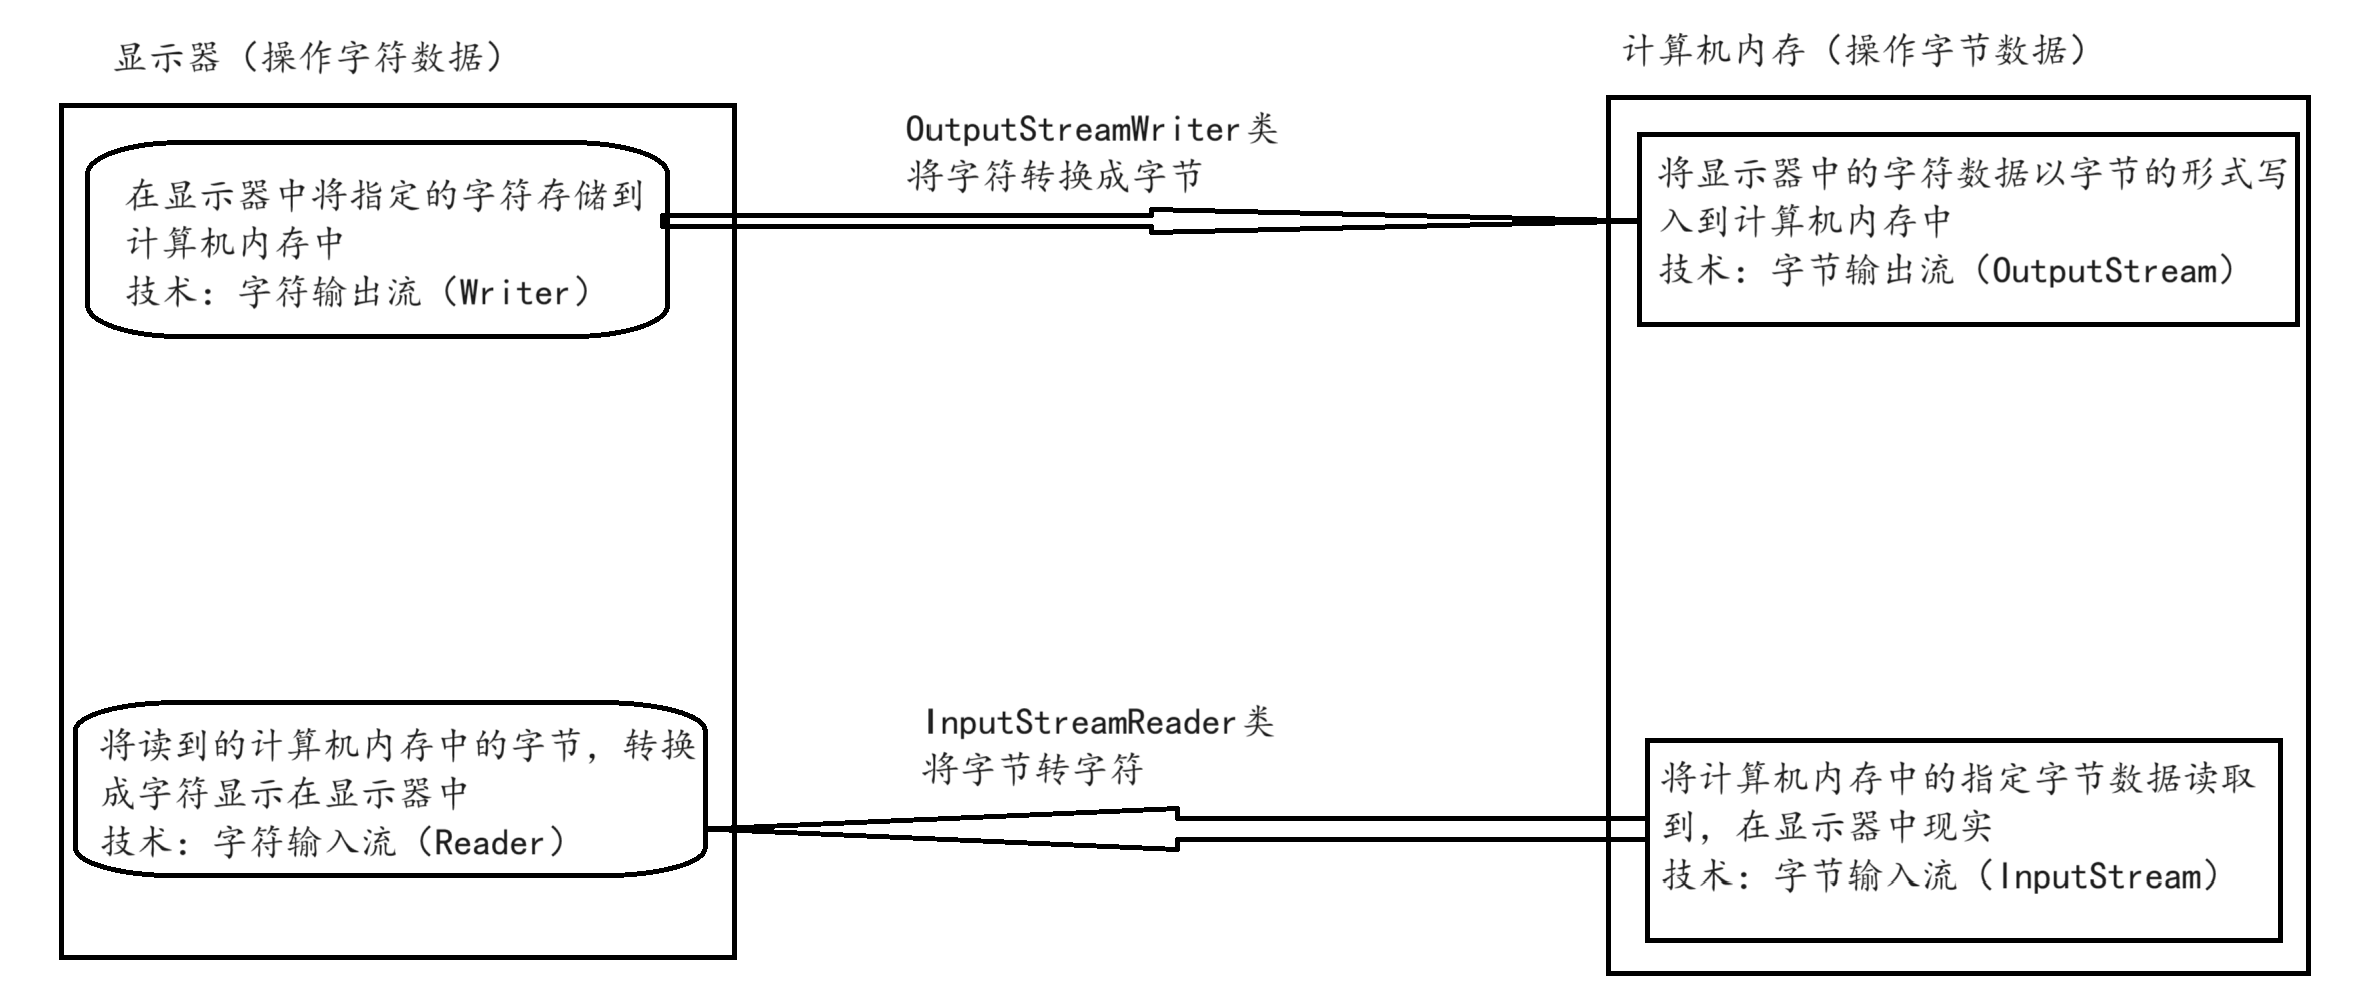 显示器（操作字符数据）
计算机内存（操作字节数据）
OutputStreamWriter类
将字符转换成字节
在显示器中将指定的字符存储到
计算机内存中
技术：字符输出流（Writer）
将显示器中的字符数据以字节的形式写
入到计算机内存中
技术：字节输出流（OutputStream）
InputStreamReader类
将字节转字符
将读到的计算机内存中的字节，转换
成字符显示在显示器中
技术：字符输入流（Reader）
将计算机内存中的指定字节数据读取
到，在显示器中现实
技术：字节输入流（InputStream）